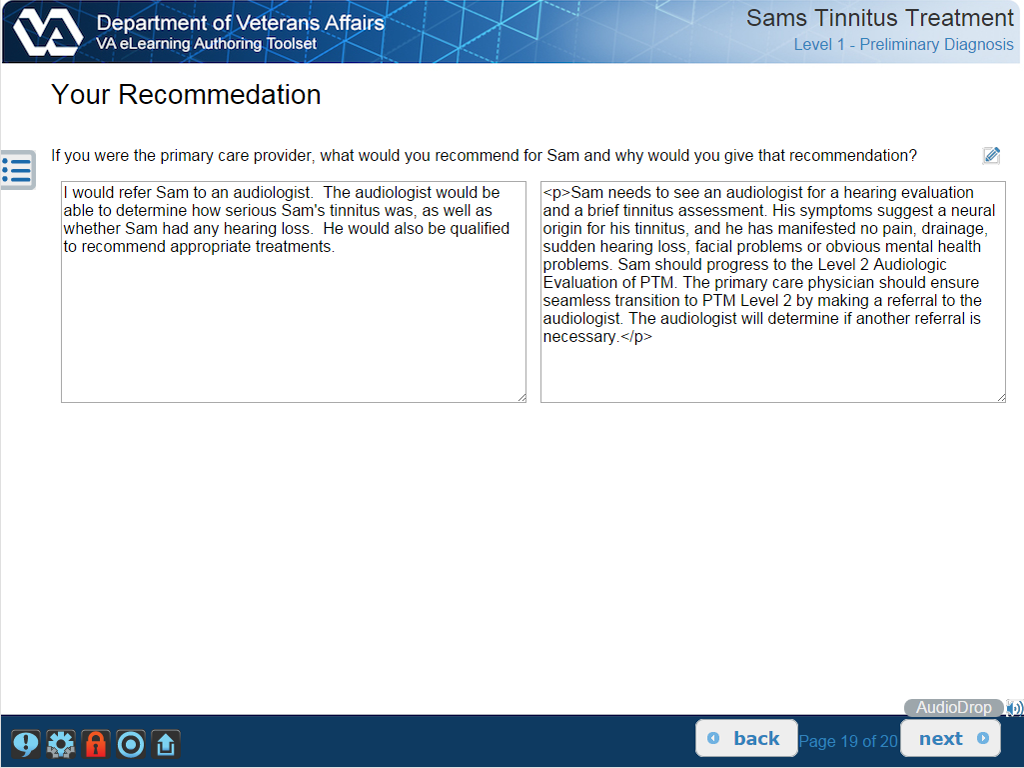 Department of Veterans Affairs
VA eLearning Authoring Toolset
Sams Tinnitus Treatment
Level 1 - Preliminary Diagnosis
Your Recommedation
If you were the primary care provider, what would you recommend for Sam and why would you give that recommendation?
I would refer Sam to an audiologist.  The audiologist would be
able to determine how serious Sam's tinnitus was, as well as
whether Sam had any hearing loss.  He would also be qualified
to recommend appropriate treatments.
<p>Sam needs to see an audiologist for a hearing evaluation
and a brief tinnitus assessment. His symptoms suggest a neural
origin for his tinnitus, and he has manifested no pain, drainage,
sudden hearing loss, facial problems or obvious mental health
problems. Sam should progress to the Level 2 Audiologic
Evaluation of PTM. The primary care physician should ensure
seamless transition to PTM Level 2 by making a referral to the
audiologist. The audiologist will determine if another referral is
necessary.</p>
AudioDrop
back
Page 19 of 20
next